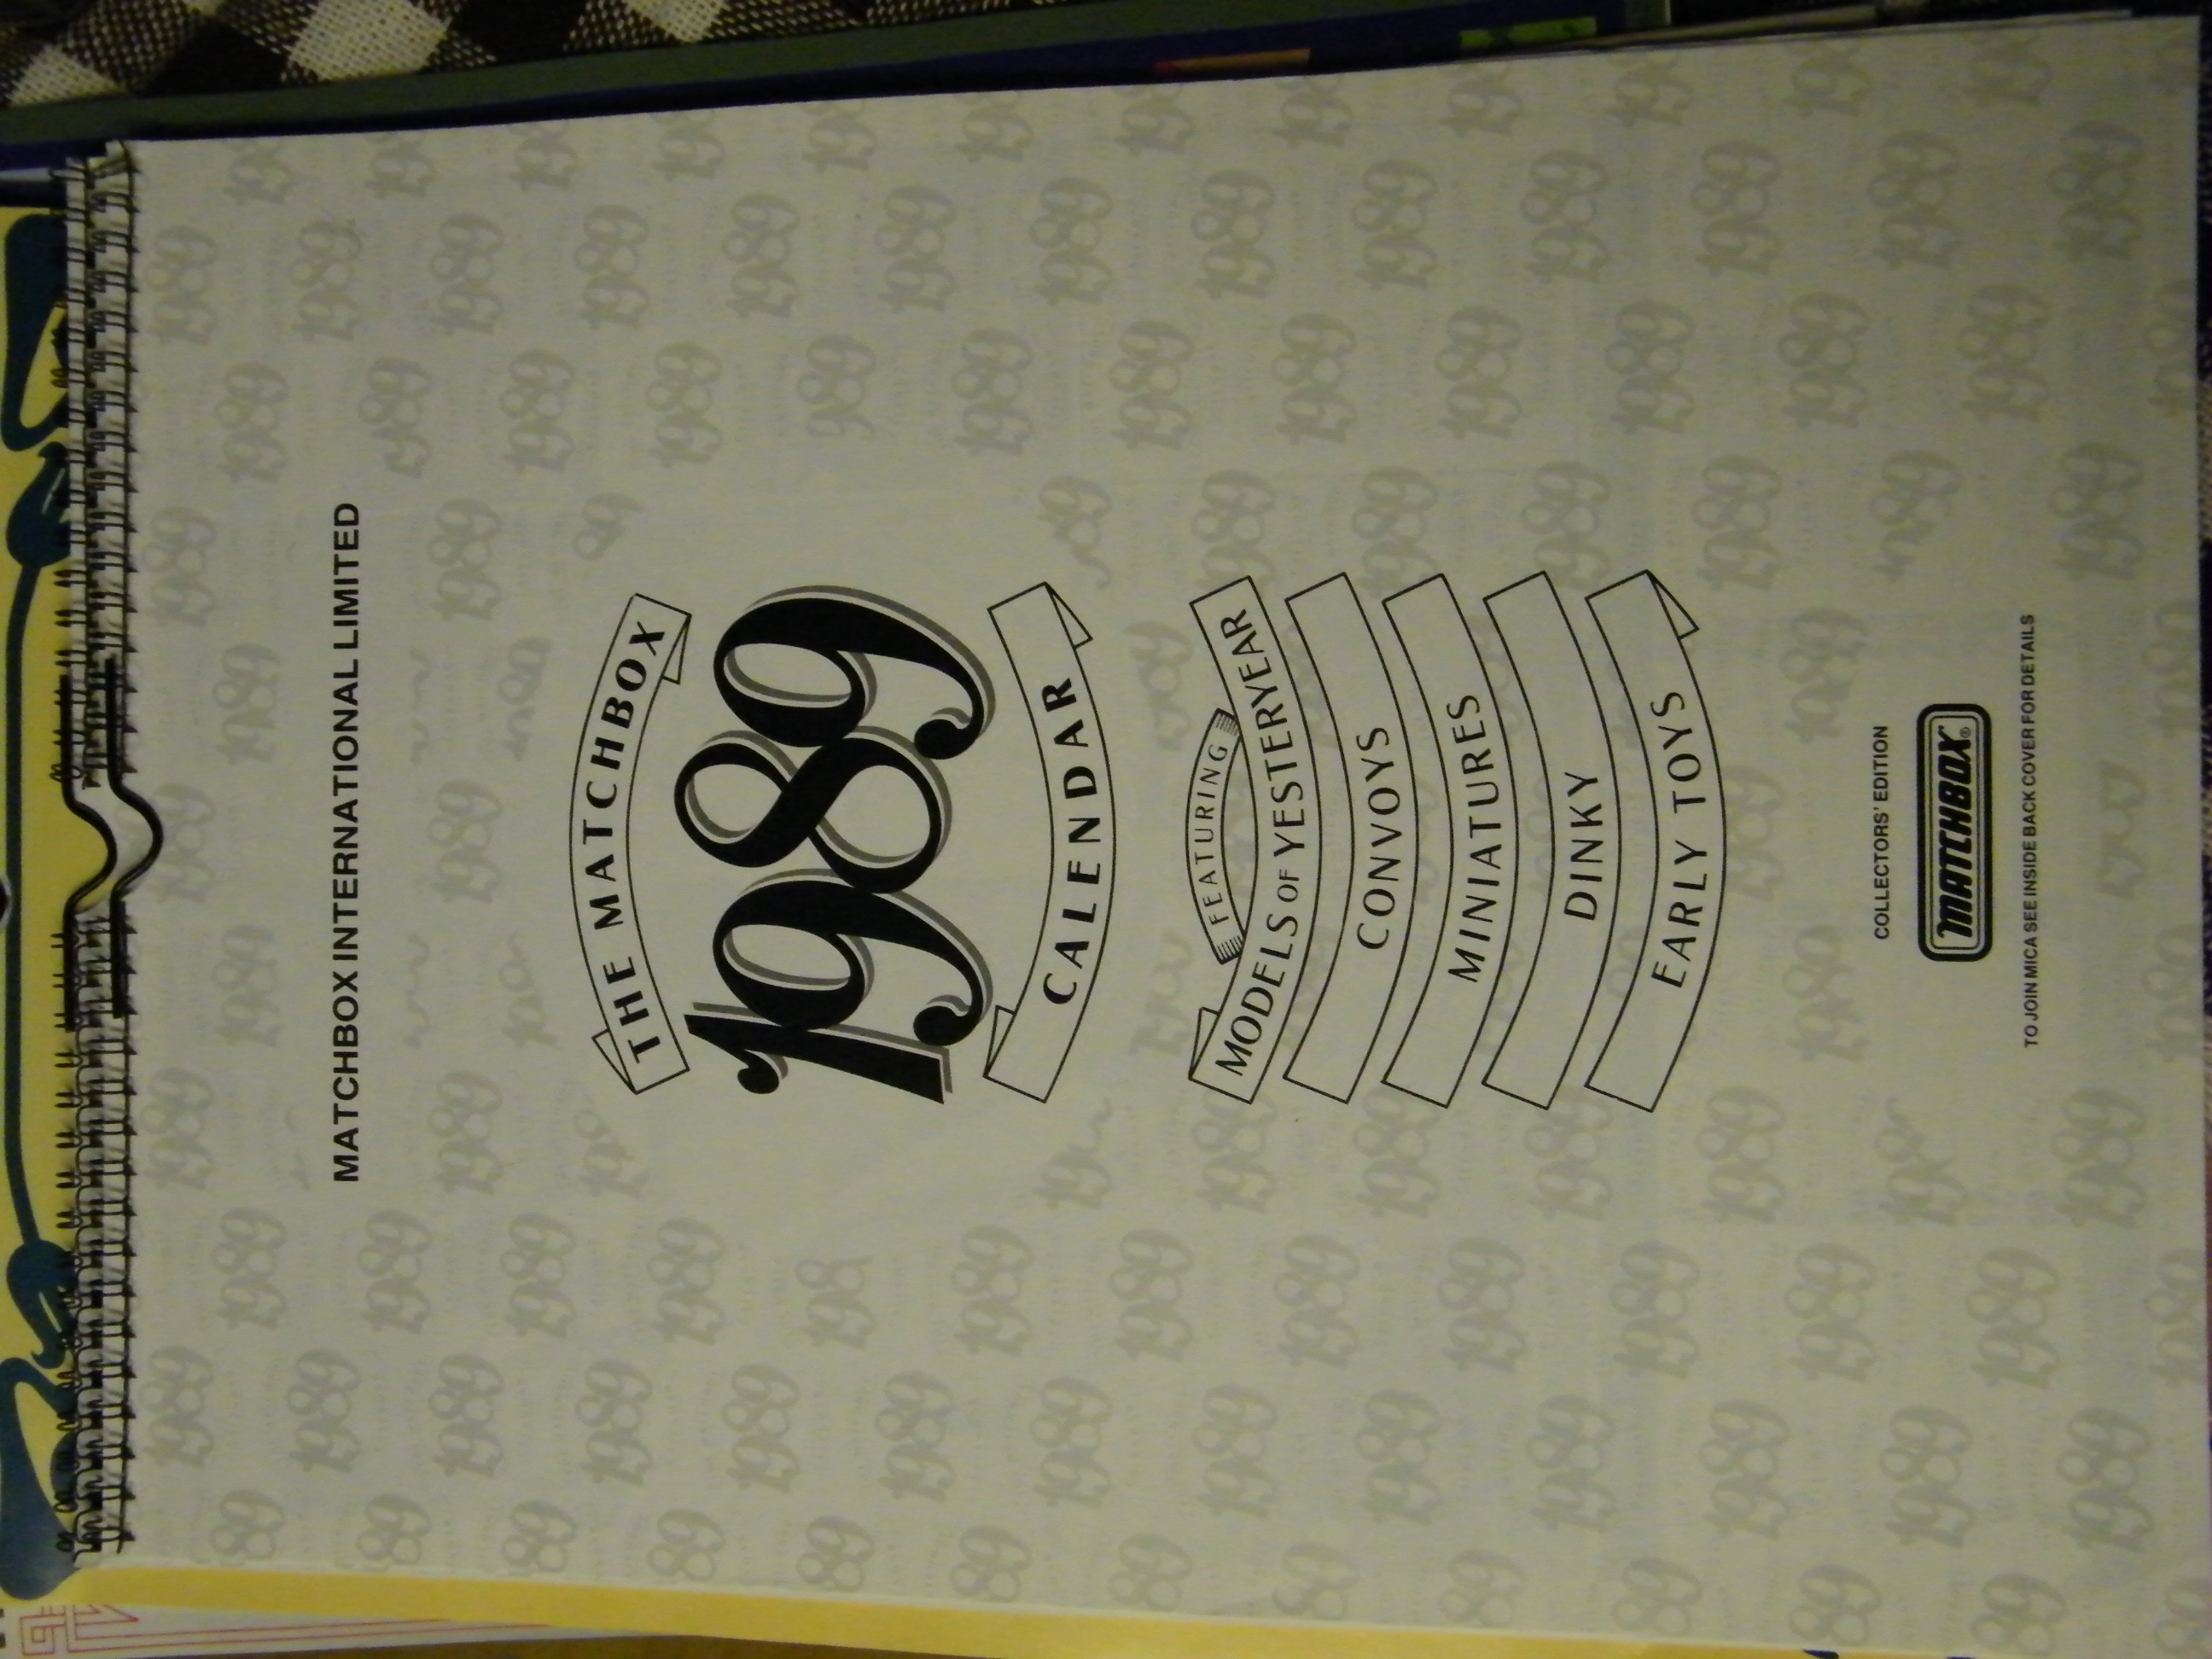 MATCHBOX INTERNATIONAL LIMITED
THE MATCHBOX
1989
CALENDAR
FEATURING
MODELS OF YESTERYEAR
CONVOYS
MINIATURES
DINKY
EARLY TOYS
COLLECTORS' EDITION
MATCHBOX®
TO JOIN MICA SEE INSIDE BACK COVER FOR DETAILS